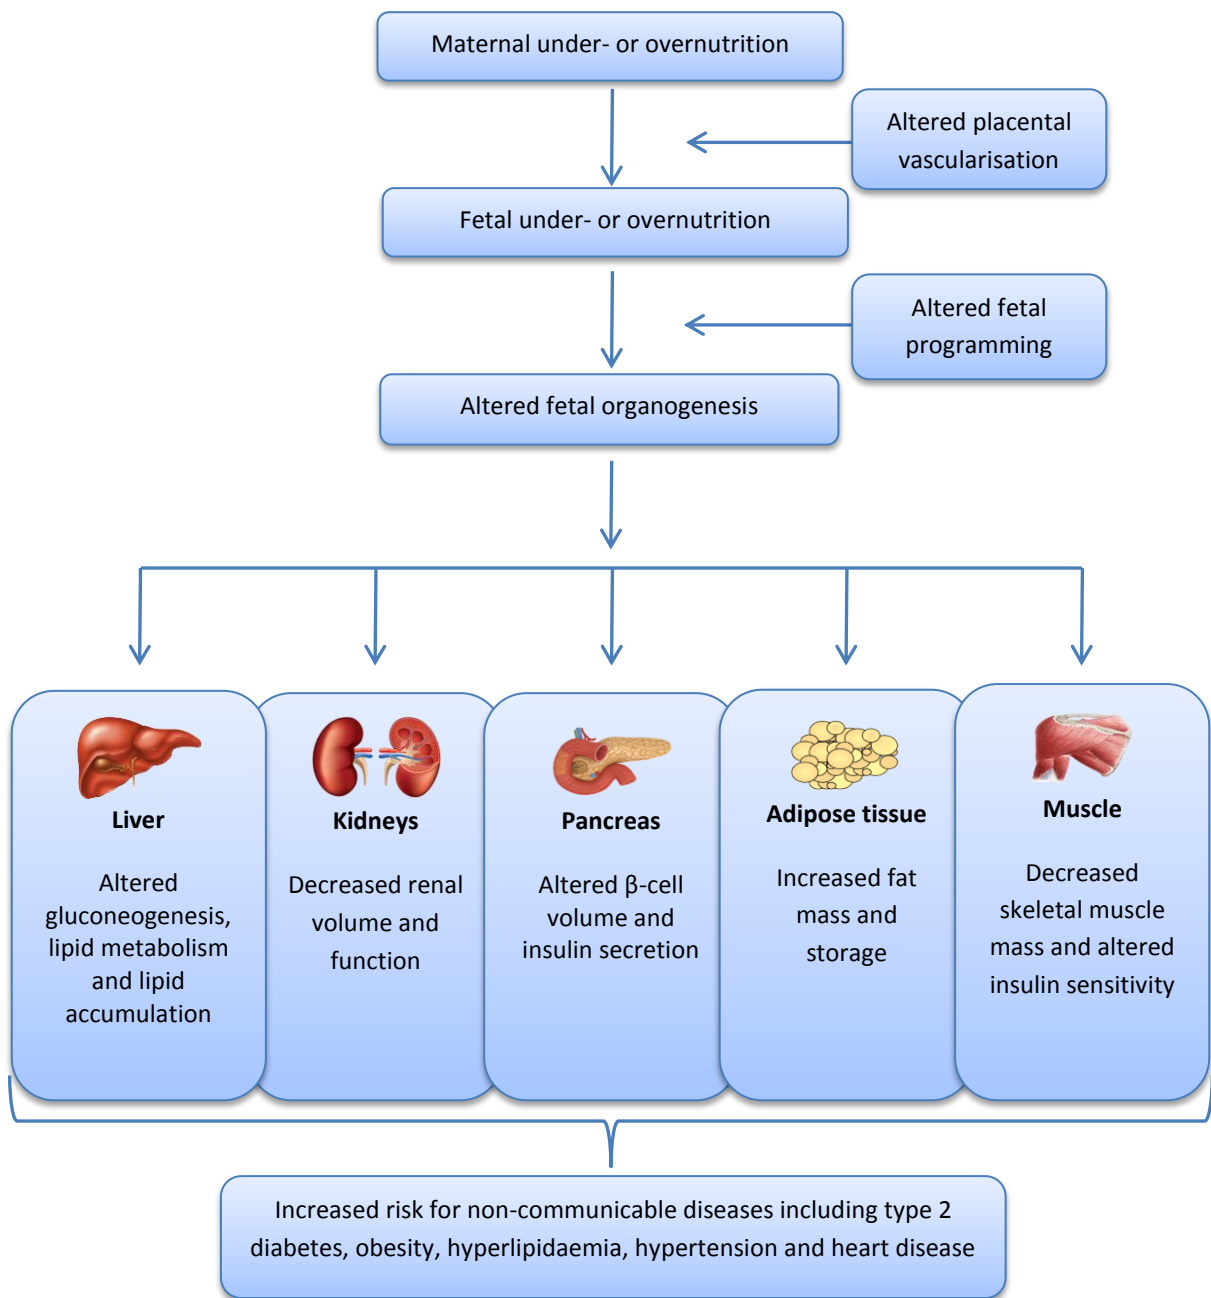 Maternal under- or overnutrition
Altered placental
vascularisation
Fetal under- or overnutrition
Altered fetal
programming
Altered fetal organogenesis
Liver
Altered
gluconeogenesis,
lipid metabolism
and lipid
accumulation
Kidneys
Decreased renal
volume and
function
Pancreas
Altered β-cell
volume and
insulin secretion
Adipose tissue
Increased fat
mass and
storage
Muscle
Decreased
skeletal muscle
mass and altered
insulin sensitivity
Increased risk for non-communicable diseases including type 2
diabetes, obesity, hyperlipidaemia, hypertension and heart disease